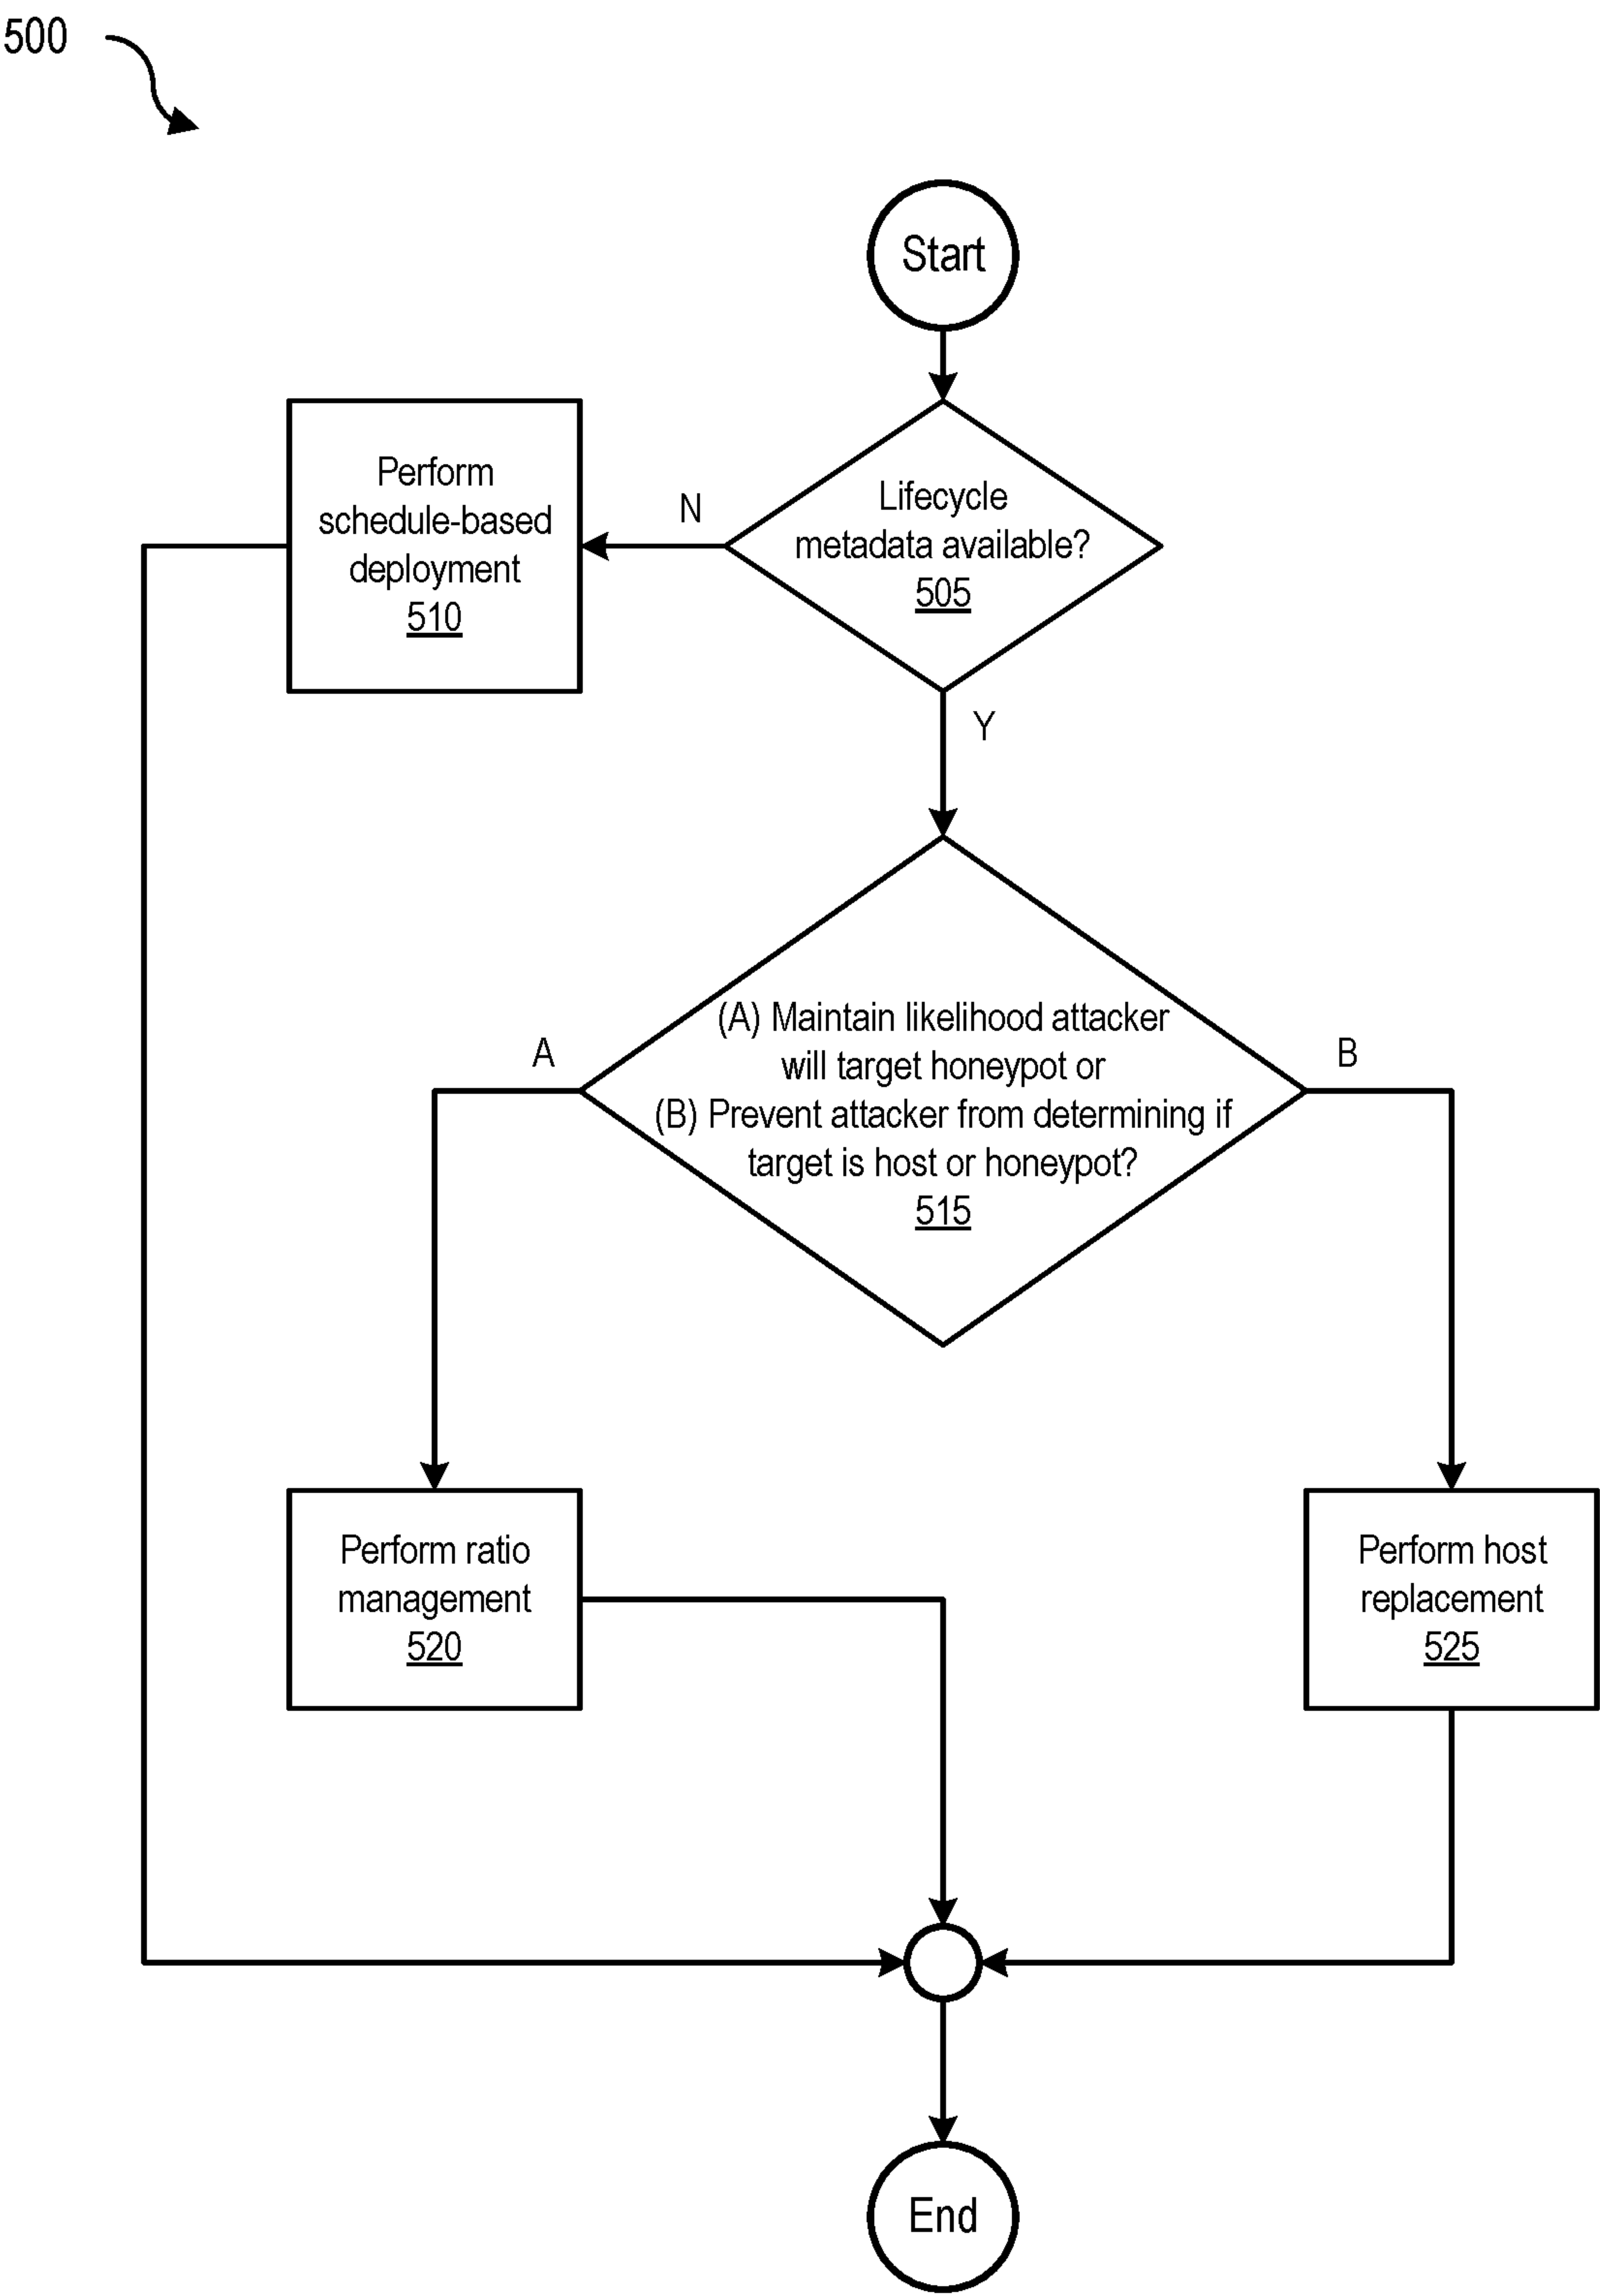 500
Start
Lifecycle
metadata available?
505
N
Perform
schedule-based
deployment
510
Y
(A) Maintain likelihood attacker
will target honeypot or
(B) Prevent attacker from determining if
target is host or honeypot?
515
A
B
Perform ratio
management
520
Perform host
replacement
525
End